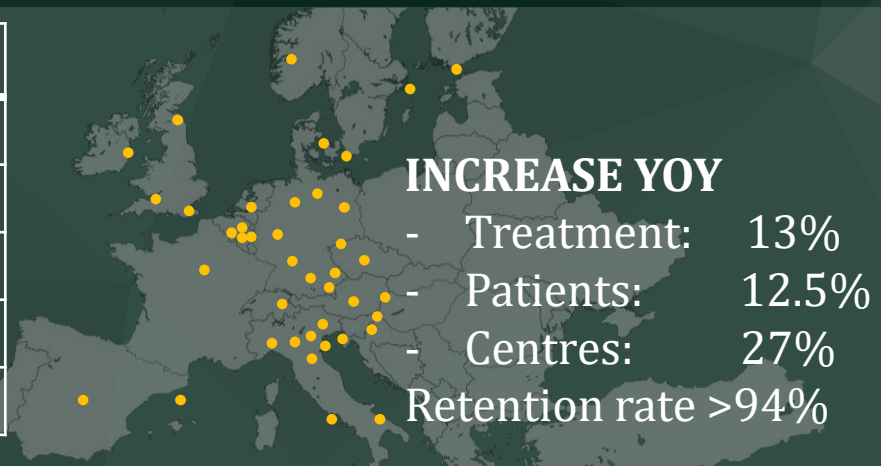 INCREASE YOY
- Treatment: 13%
- Patients: 12.5%
- Centres: 27%
Retention rate >94%